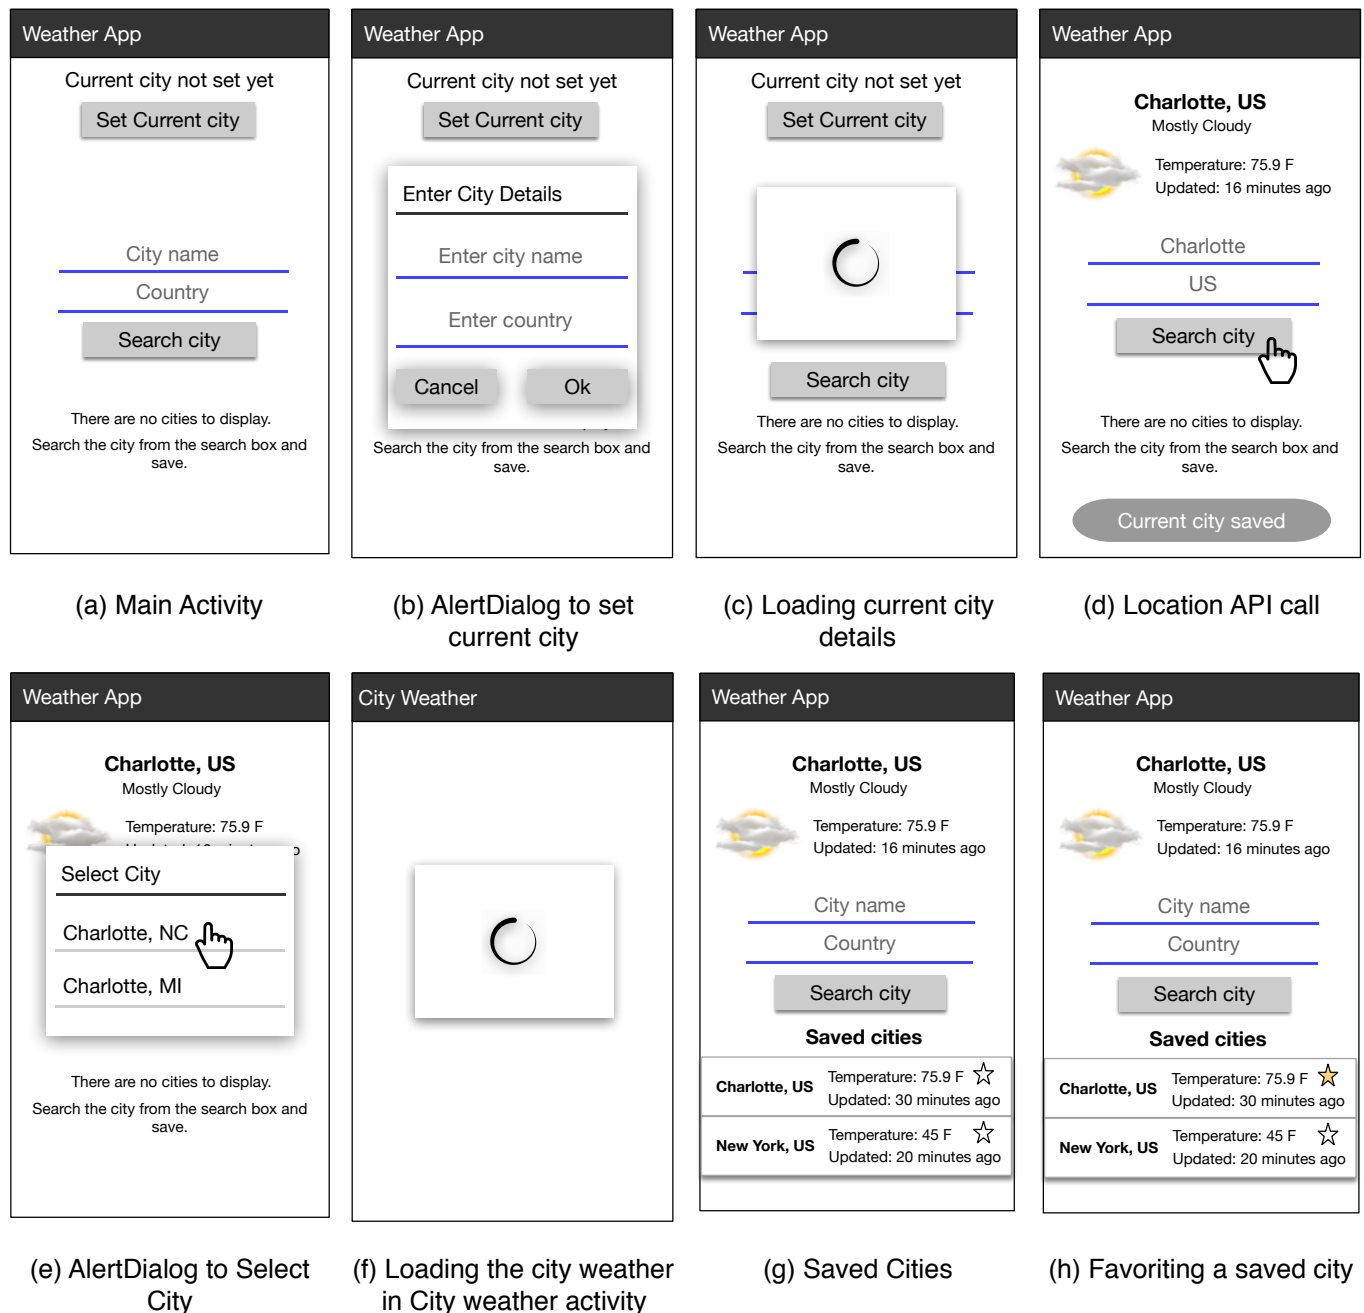 Weather App
Current city not set yet
Set Current city
City name
Country
Search city
There are no cities to display.
Search the city from the search box and
save.
(a) Main Activity
Weather App
Current city not set yet
Set Current city
Enter City Details
Enter city name
Enter country
Cancel
Ok
Search the city from the search box and
save.
(b) AlertDialog to set
current city
Weather App
Current city not set yet
Set Current city
Search city
There are no cities to display.
Search the city from the search box and
save.
(c) Loading current city
details
Weather App
Charlotte, US
Mostly Cloudy
Temperature: 75.9 F
Updated: 16 minutes ago
Charlotte
US
Search city
There are no cities to display.
Search the city from the search box and
save.
Current city saved
(d) Location API call
Weather App
Charlotte, US
Mostly Cloudy
Temperature: 75.9 F
Select City
Charlotte, NC
Charlotte, MI
There are no cities to display.
Search the city from the search box and
save.
(e) AlertDialog to Select
City
City Weather
(f) Loading the city weather
in City weather activity
Weather App
Charlotte, US
Mostly Cloudy
Temperature: 75.9 F
Updated: 16 minutes ago
City name
Country
Search city
Saved cities
Charlotte, US
Temperature: 75.9 F
Updated: 30 minutes ago
New York, US
Temperature: 45 F
Updated: 20 minutes ago
(g) Saved Cities
Weather App
Charlotte, US
Mostly Cloudy
Temperature: 75.9 F
Updated: 16 minutes ago
City name
Country
Search city
Saved cities
Charlotte, US
Temperature: 75.9 F
Updated: 30 minutes ago
New York, US
Temperature: 45 F
Updated: 20 minutes ago
(h) Favoriting a saved city